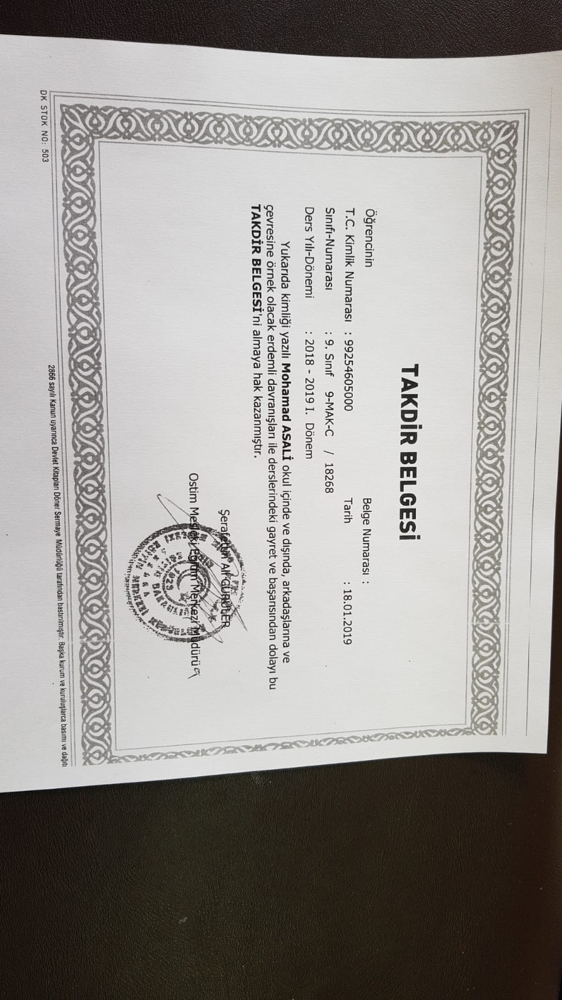 TAKDİR BELGESİ
Belge Numarası :
Öğrencinin
Tarih : 18.01.2019
T.C. Kimlik Numarası : 99254605000
Sınıfı-Numarası : 9. Sınıf 9-MAK-C / 18268
Ders Yılı-Dönemi : 2018 - 2019 I. Dönem
Yukarıda kimliği yazılı Mohamad ASALİ okul içinde ve dışında, arkadaşlarına ve
çevresine örnek olacak erdemli davranışları ile derslerindeki gayret ve başarısından dolayı bu
TAKDİR BELGESİ'ni almaya hak kazanmıştır.
Şerafettin Ali
Ostim Mesleki Eğitim Merkezi Müdürü
DK STOK NO: 503
2866 sayılı Kanun uyarınca Devlet Kitapları Döner Sermaye Müdürlüğü tarafından bastırılmıştır. Başka kurum ve kuruluşlarca basımı ve dağıtı